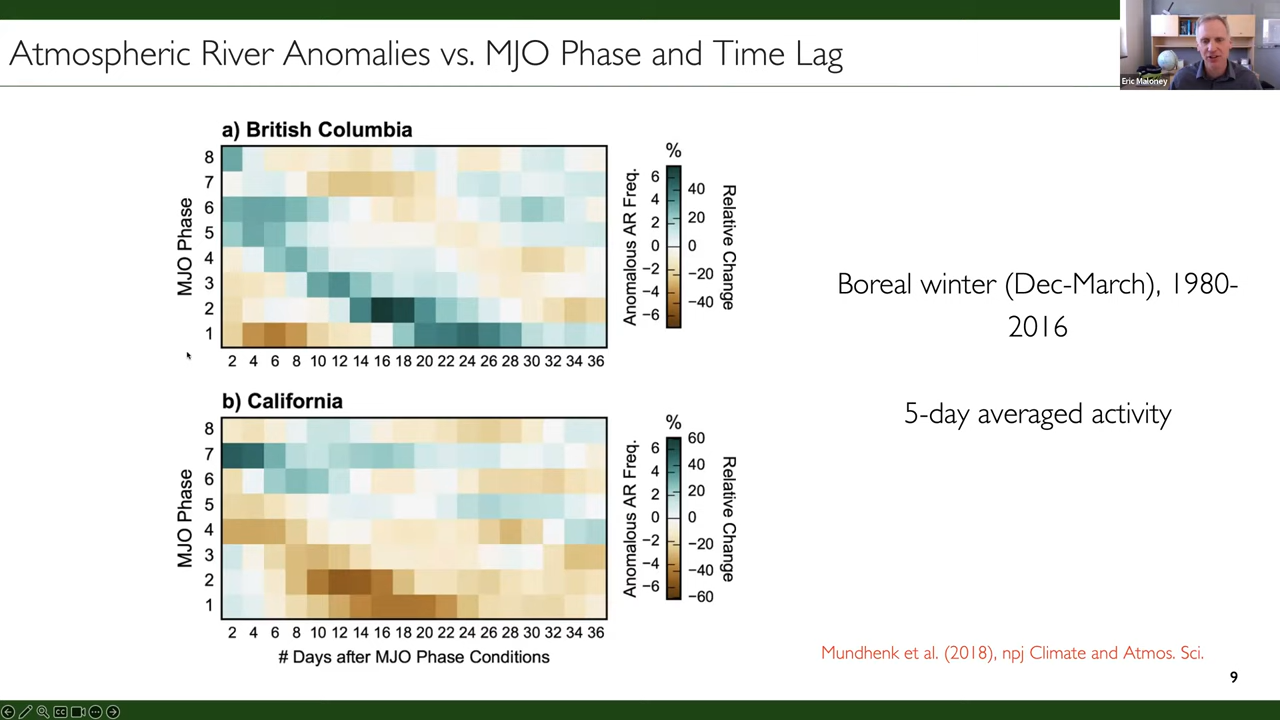 Atmospheric River Anomalies vs. MJO Phase and Time Lag
Eric Maloney
a) British Columbia
MJO Phase
8
7
6
5
4
3
2
1
2 4 6 8 10 12 14 16 18 20 22 24 26 28 30 32 34 36
%
Anomalous AR Freq.
6
4
2
0
−2
−4
−6
40
20
0
−20
−40
Relative Change
b) California
MJO Phase
8
7
6
5
4
3
2
1
2 4 6 8 10 12 14 16 18 20 22 24 26 28 30 32 34 36
# Days after MJO Phase Conditions
%
Anomalous AR Freq.
6
4
2
0
−2
−4
−6
60
40
20
0
−20
−40
−60
Relative Change
Boreal winter (Dec-March), 1980-
2016
5-day averaged activity
Mundhenk et al. (2018), npj Climate and Atmos. Sci.
9
CC